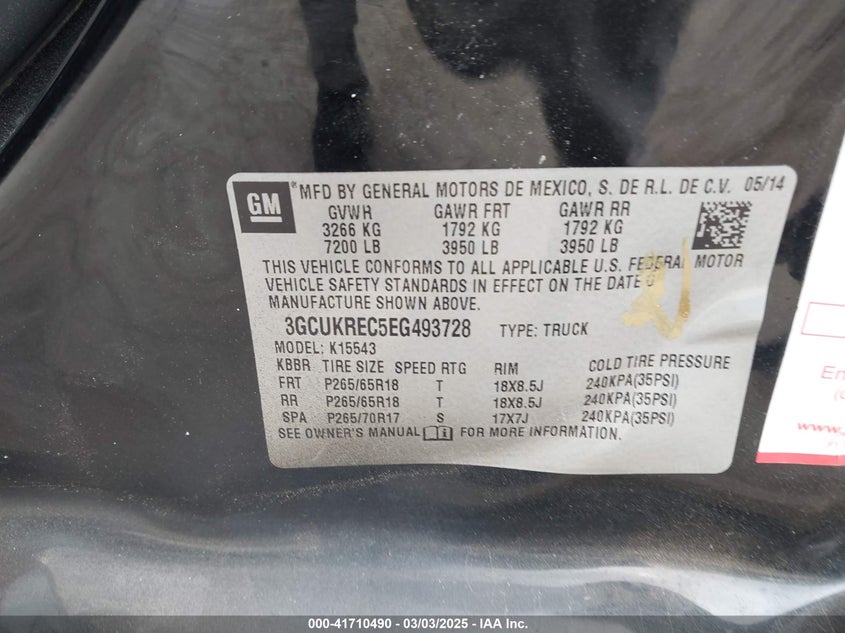 GM
*MFD BY GENERAL MOTORS DE MEXICO, S. DE R.L. DE C.V. 05/14
GVWR GAWR FRT GAWR RR
3266 KG 1792 KG 1792 KG
7200 LB 3950 LB 3950 LB
THIS VEHICLE CONFORMS TO ALL APPLICABLE U.S. FEDERAL MOTOR
VEHICLE SAFETY STANDARDS IN EFFECT ON THE DATE
MANUFACTURE SHOWN ABOVE.
3GCUKREC5EG493728 TYPE: TRUCK
MODEL: K15543
KBBR TIRE SIZE SPEED RTG RIM COLD TIRE PRESSURE
FRT P265/65R18 T 18X8.5J 240KPA(35PSI)
RR P265/65R18 T 18X8.5J 240KPA(35PSI)
SPA P265/70R17 S 17X7J 240KPA(35PSI)
SEE OWNER'S MANUAL FOR MORE INFORMATION.
www.
000-41710490 - 03/03/2025 - IAA Inc.